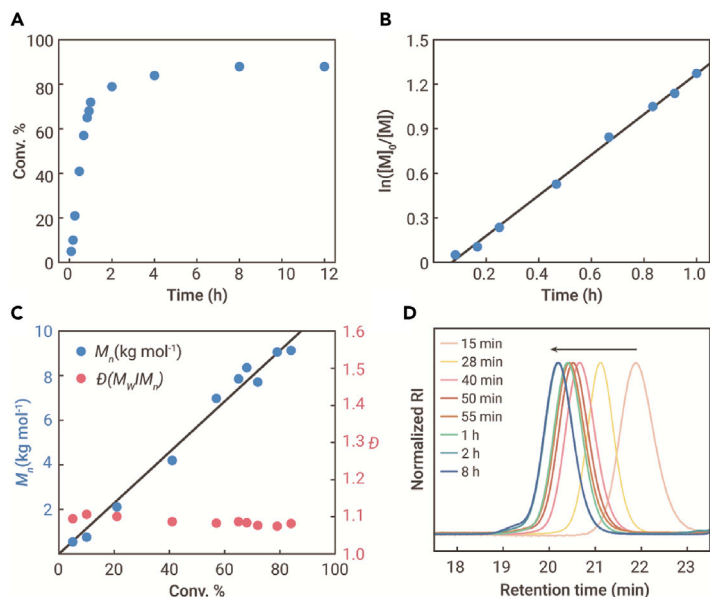 A
100
80
60
40
20
0
Conv. %
0 2 4 6 8 10 12
Time (h)
B
1.5
1.2
0.9
0.6
0.3
0.0
ln([M]0/[M])
0.2 0.4 0.6 0.8 1.0
Time (h)
C
10
8
6
4
2
Mn(kg mol-1)
Mn(kg mol-1)
Đ(MW/Mn)
1.6
1.5
1.4
1.3
1.2
1.1
1.0
Đ
0 20 40 60 80 100
Conv. %
D
15 min
28 min
40 min
50 min
55 min
1 h
2 h
8 h
Normalized RI
18 19 20 21 22 23
Retention time (min)